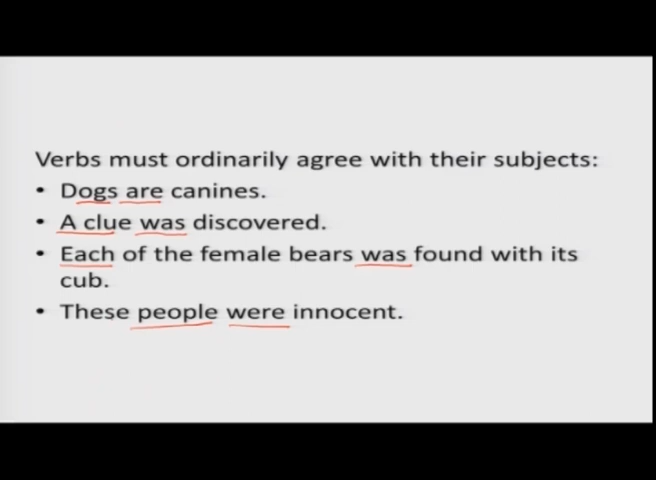 Verbs must ordinarily agree with their subjects:
• Dogs are canines.
• A clue was discovered.
• Each of the female bears was found with its
cub.
• These people were innocent.